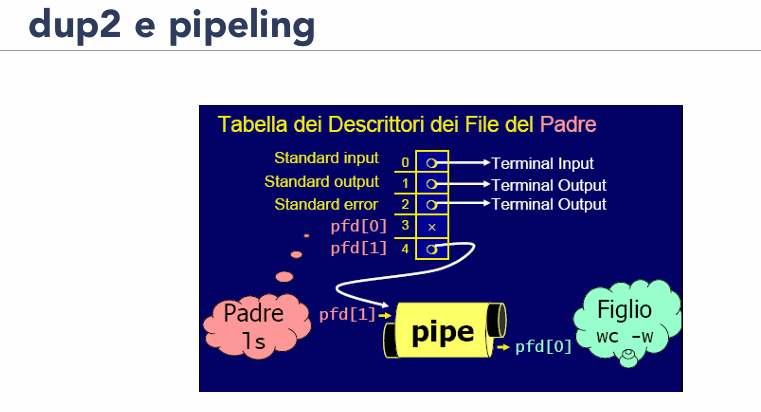 dup2 e pipeling
Tabella dei Descrittori dei File del Padre
Standard input 0 Terminal Input
Standard output 1 Terminal Output
Standard error 2 Terminal Output
pfd[0] 3 ×
pfd[1] 4
Padre
ls
pfd[1]
pipe
pfd[0]
Figlio
wc -w